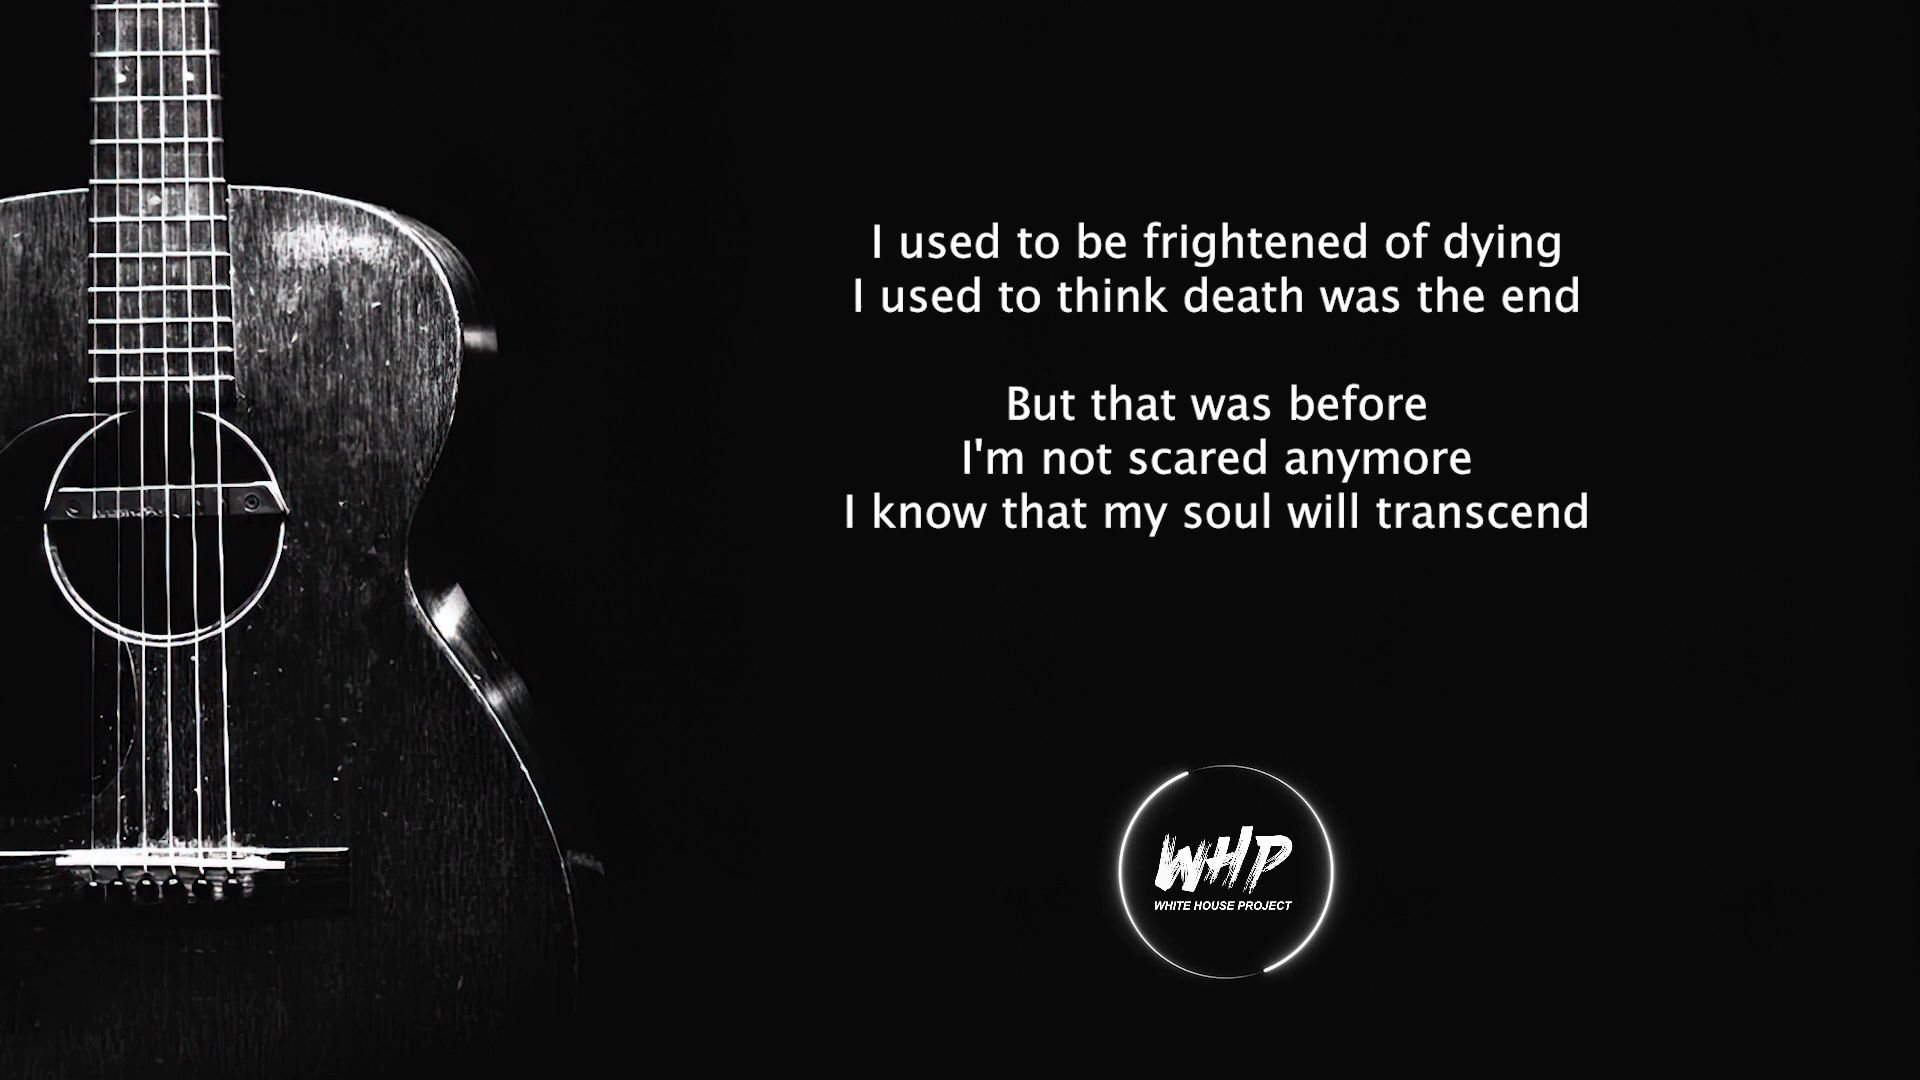 I used to be frightened of dying
I used to think death was the end
But that was before
I'm not scared anymore
I know that my soul will transcend
WHP
WHITE HOUSE PROJECT